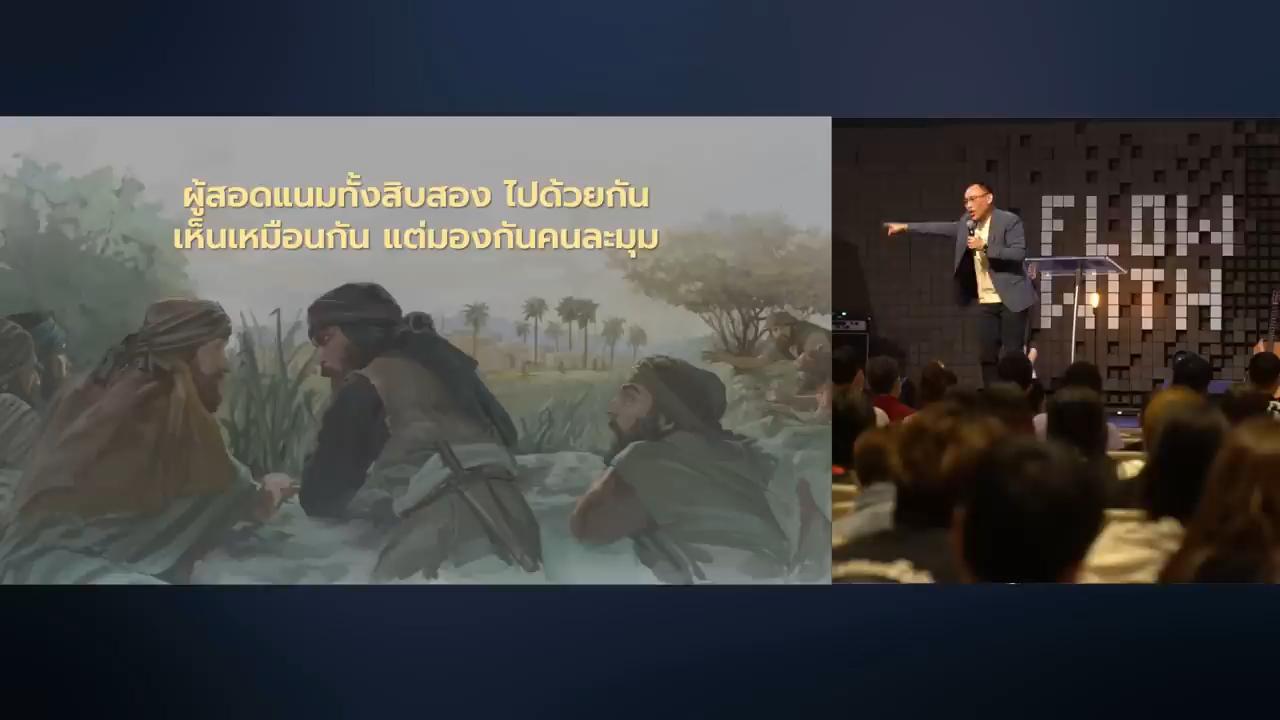 ผู้สอดแนมทั้งสิบสอง ไปด้วยกัน
เห็นเหมือนกัน แต่มองกันคนละมุม
FLOW